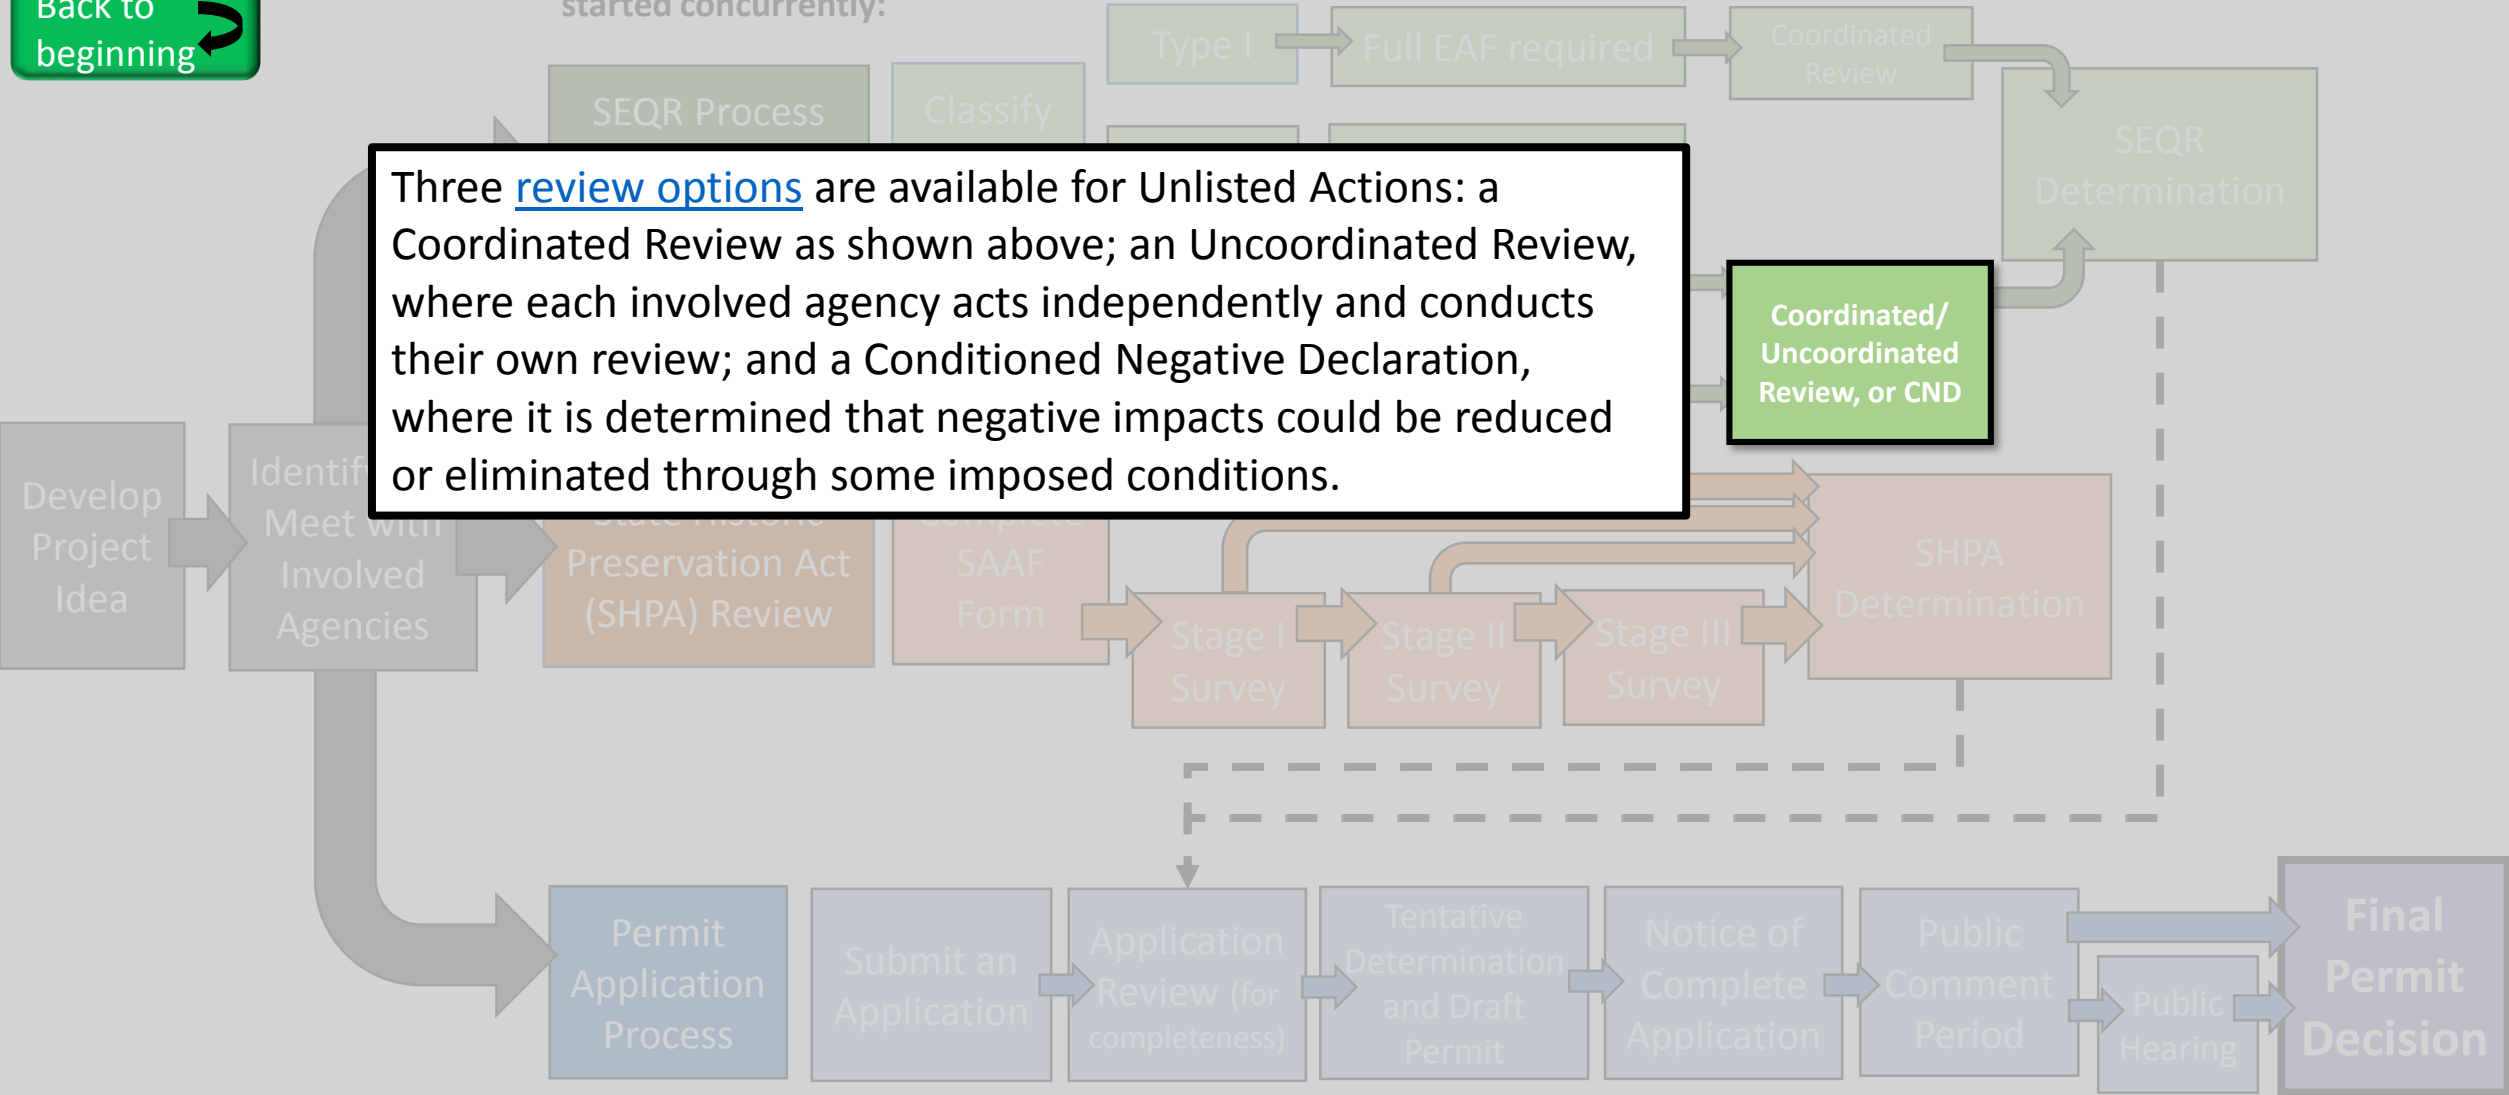 Back to
beginning
started concurrently:
Type I
Full EAF required
Coordinated
Review
SEQR Process
Classify
SEQR
Determination
Three review options are available for Unlisted Actions: a
Coordinated Review as shown above; an Uncoordinated Review,
where each involved agency acts independently and conducts
their own review; and a Conditioned Negative Declaration,
where it is determined that negative impacts could be reduced
or eliminated through some imposed conditions.
Coordinated/
Uncoordinated
Review, or CND
Develop
Project
Idea
Identify
Meet with
Involved
Agencies
State Historic
Preservation Act
(SHPA) Review
Complete
SAAF
Form
Stage I
Survey
Stage II
Survey
Stage III
Survey
SHPA
Determination
Permit
Application
Process
Submit an
Application
Application
Review (for
completeness)
Tentative
Determination
and Draft
Permit
Notice of
Complete
Application
Public
Comment
Period
Public
Hearing
Final
Permit
Decision